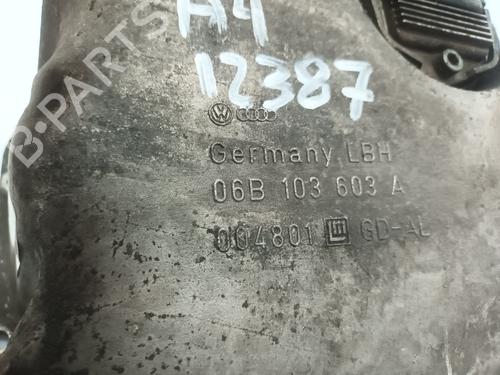 A4
12387
B-PARTS
Germany LBH
06B 103 603 A
004801 GD-AL